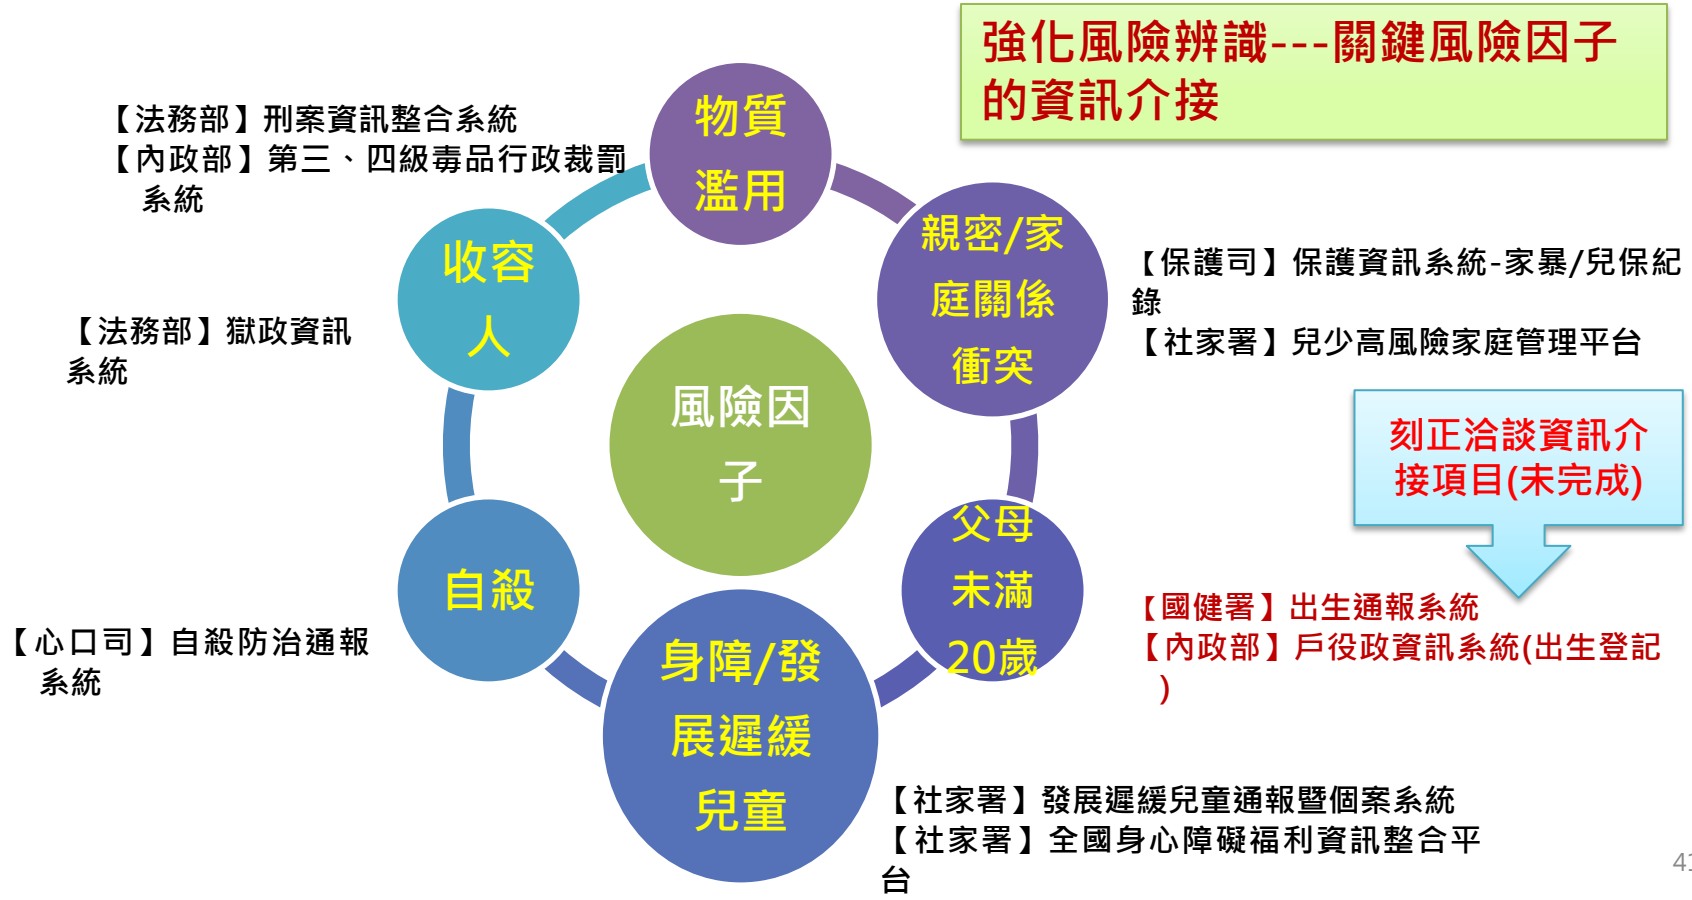 強化風險辨識---關鍵風險因子
的資訊介接
物質
濫用
【法務部】刑案資訊整合系統
【內政部】第三、四級毒品行政裁罰
系統
親密/家
庭關係
衝突
【保護司】保護資訊系統-家暴/兒保紀
錄
【社家署】兒少高風險家庭管理平台
收容
人
【法務部】獄政資訊
系統
風險因
子
刻正洽談資訊介
接項目(未完成)
父母
未滿
20歲
【國健署】出生通報系統
【內政部】戶役政資訊系統(出生登記
)
自殺
【心口司】自殺防治通報
系統
身障/發
展遲緩
兒童
【社家署】發展遲緩兒童通報暨個案系統
【社家署】全國身心障礙福利資訊整合平
台
41